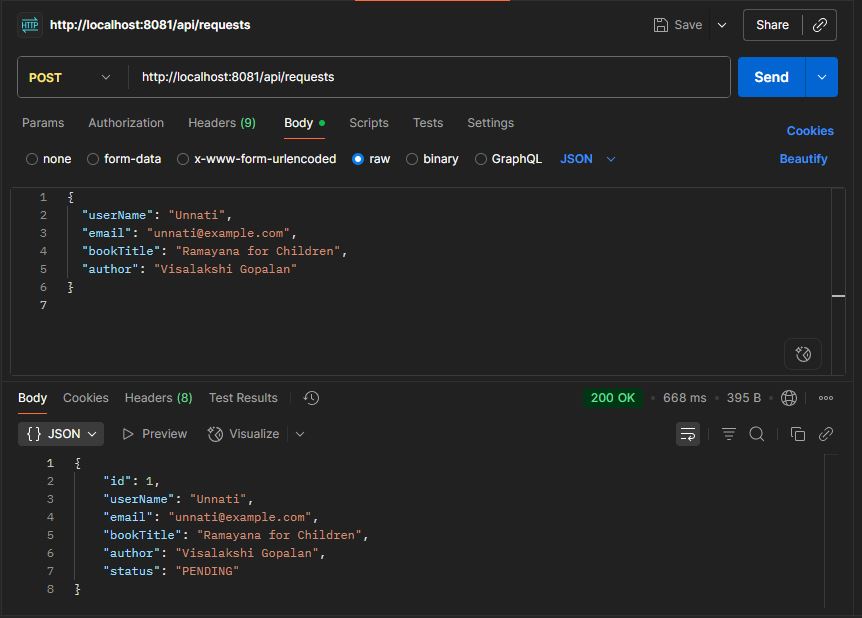 HTTP http://localhost:8081/api/requests Save Share
POST http://localhost:8081/api/requests Send
Params Authorization Headers (9) Body Scripts Tests Settings Cookies
none form-data x-www-form-urlencoded raw binary GraphQL JSON Beautify
1 {
2 "userName": "Unnati",
3 "email": "unnati@example.com",
4 "bookTitle": "Ramayana for Children",
5 "author": "Visalakshi Gopalan"
6 }
7
Body Cookies Headers (8) Test Results 200 OK • 668 ms • 395 B •
{} JSON Preview Visualize
1 {
2 "id": 1,
3 "userName": "Unnati",
4 "email": "unnati@example.com",
5 "bookTitle": "Ramayana for Children",
6 "author": "Visalakshi Gopalan",
7 "status": "PENDING"
8 }